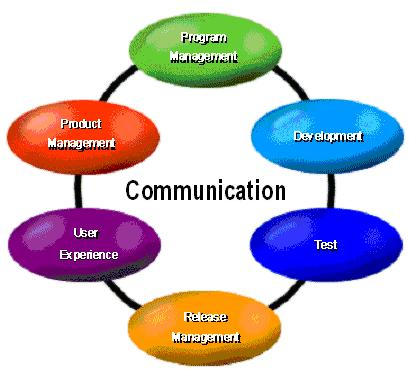 Program
Management
Product
Management
Development
Communication
User
Experience
Test
Release
Management